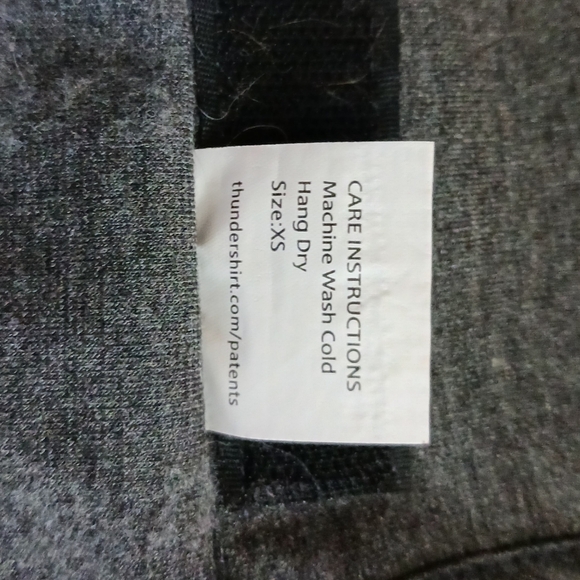 CARE INSTRUCTIONS
Machine Wash Cold
Hang Dry
Size:XS
thundershirt.com/patents